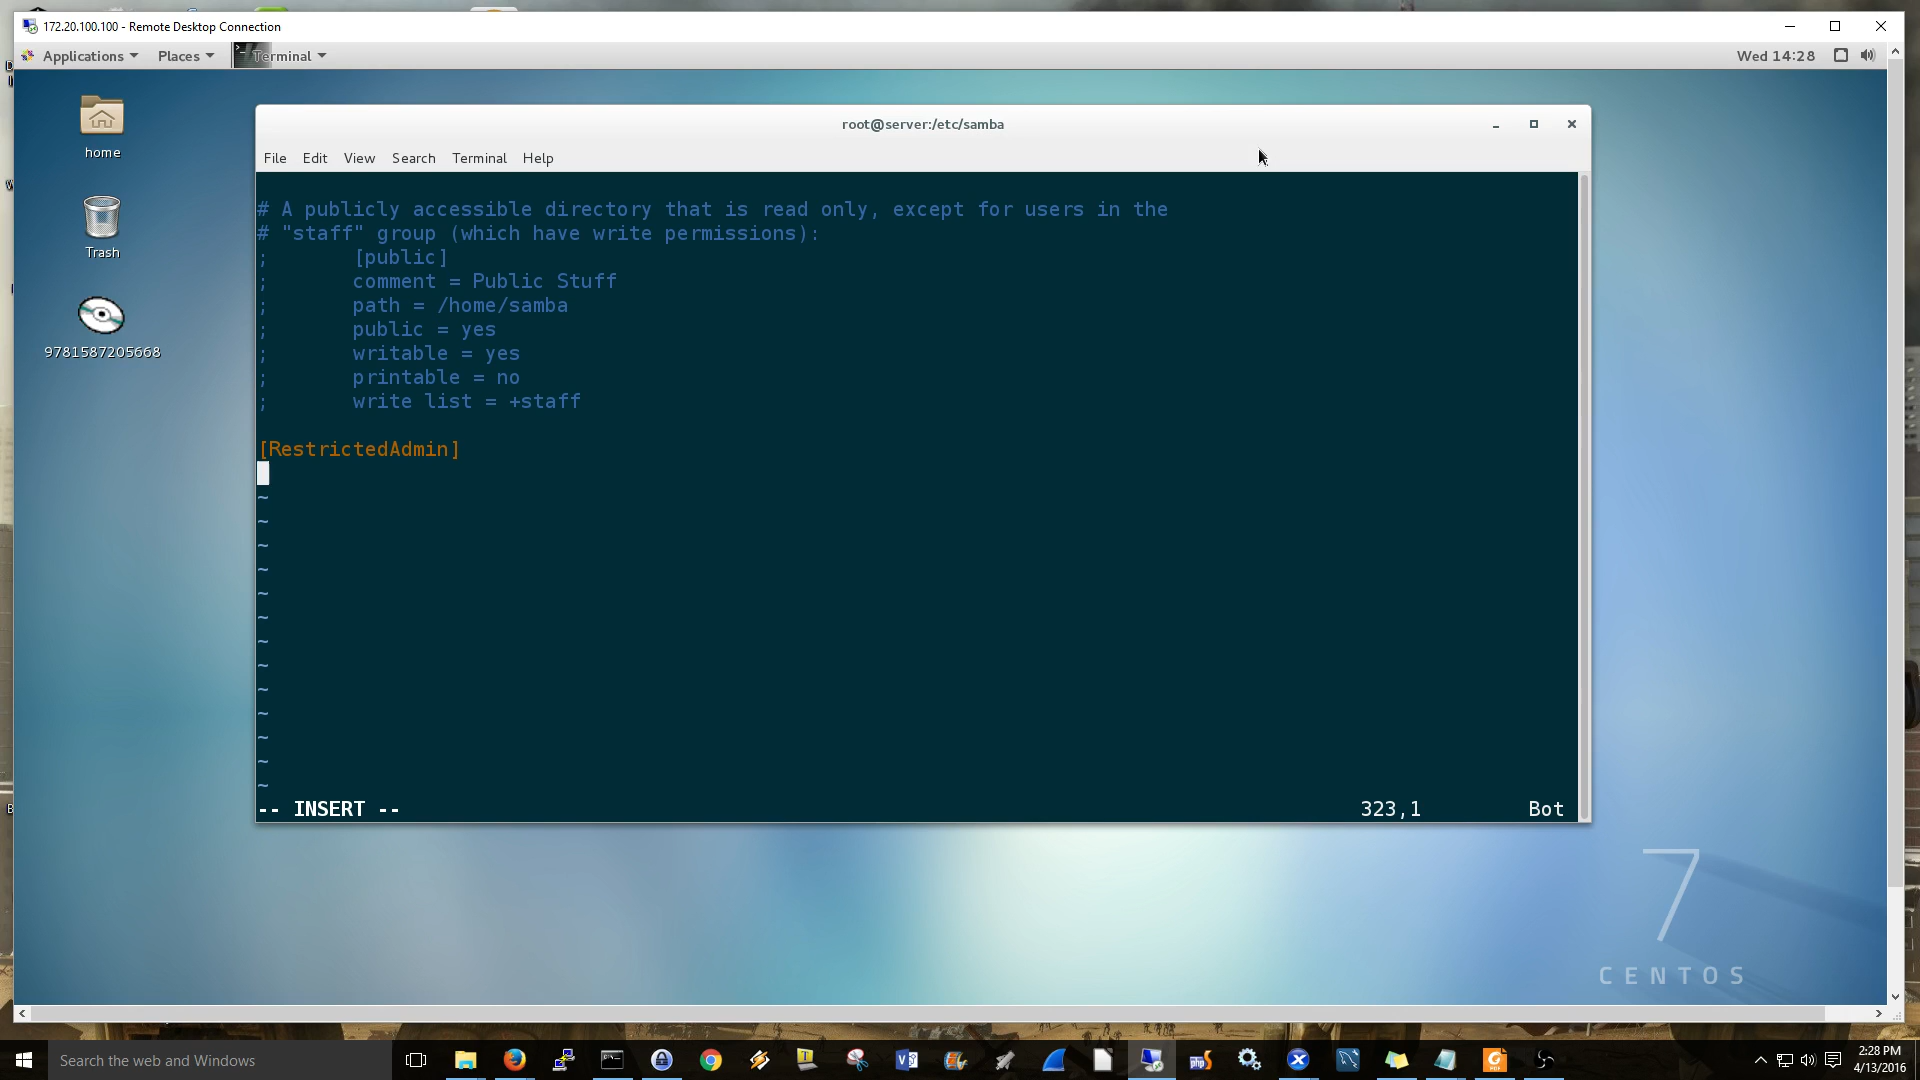 172.20.100.100 - Remote Desktop Connection
Applications Places Terminal Wed 14:28
home
Trash
9781587205668
root@server:/etc/samba
File Edit View Search Terminal Help
# A publicly accessible directory that is read only, except for users in the
# "staff" group (which have write permissions):
; [public]
; comment = Public Stuff
; path = /home/samba
; public = yes
; writable = yes
; printable = no
; write list = +staff
[RestrictedAdmin]
~
~
~
~
~
~
~
~
~
~
~
~
~
-- INSERT -- 323,1 Bot
7
CENTOS
Search the web and Windows
2:28 PM
4/13/2016